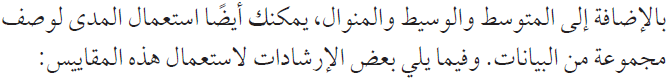 بالإضافة إلى المتوسط والوسيط والمنوال، يمكنك أيضًا استعمال المدى لوصف
مجموعة من البيانات. وفيما يلي بعض الإرشادات لاستعمال هذه المقاييس: